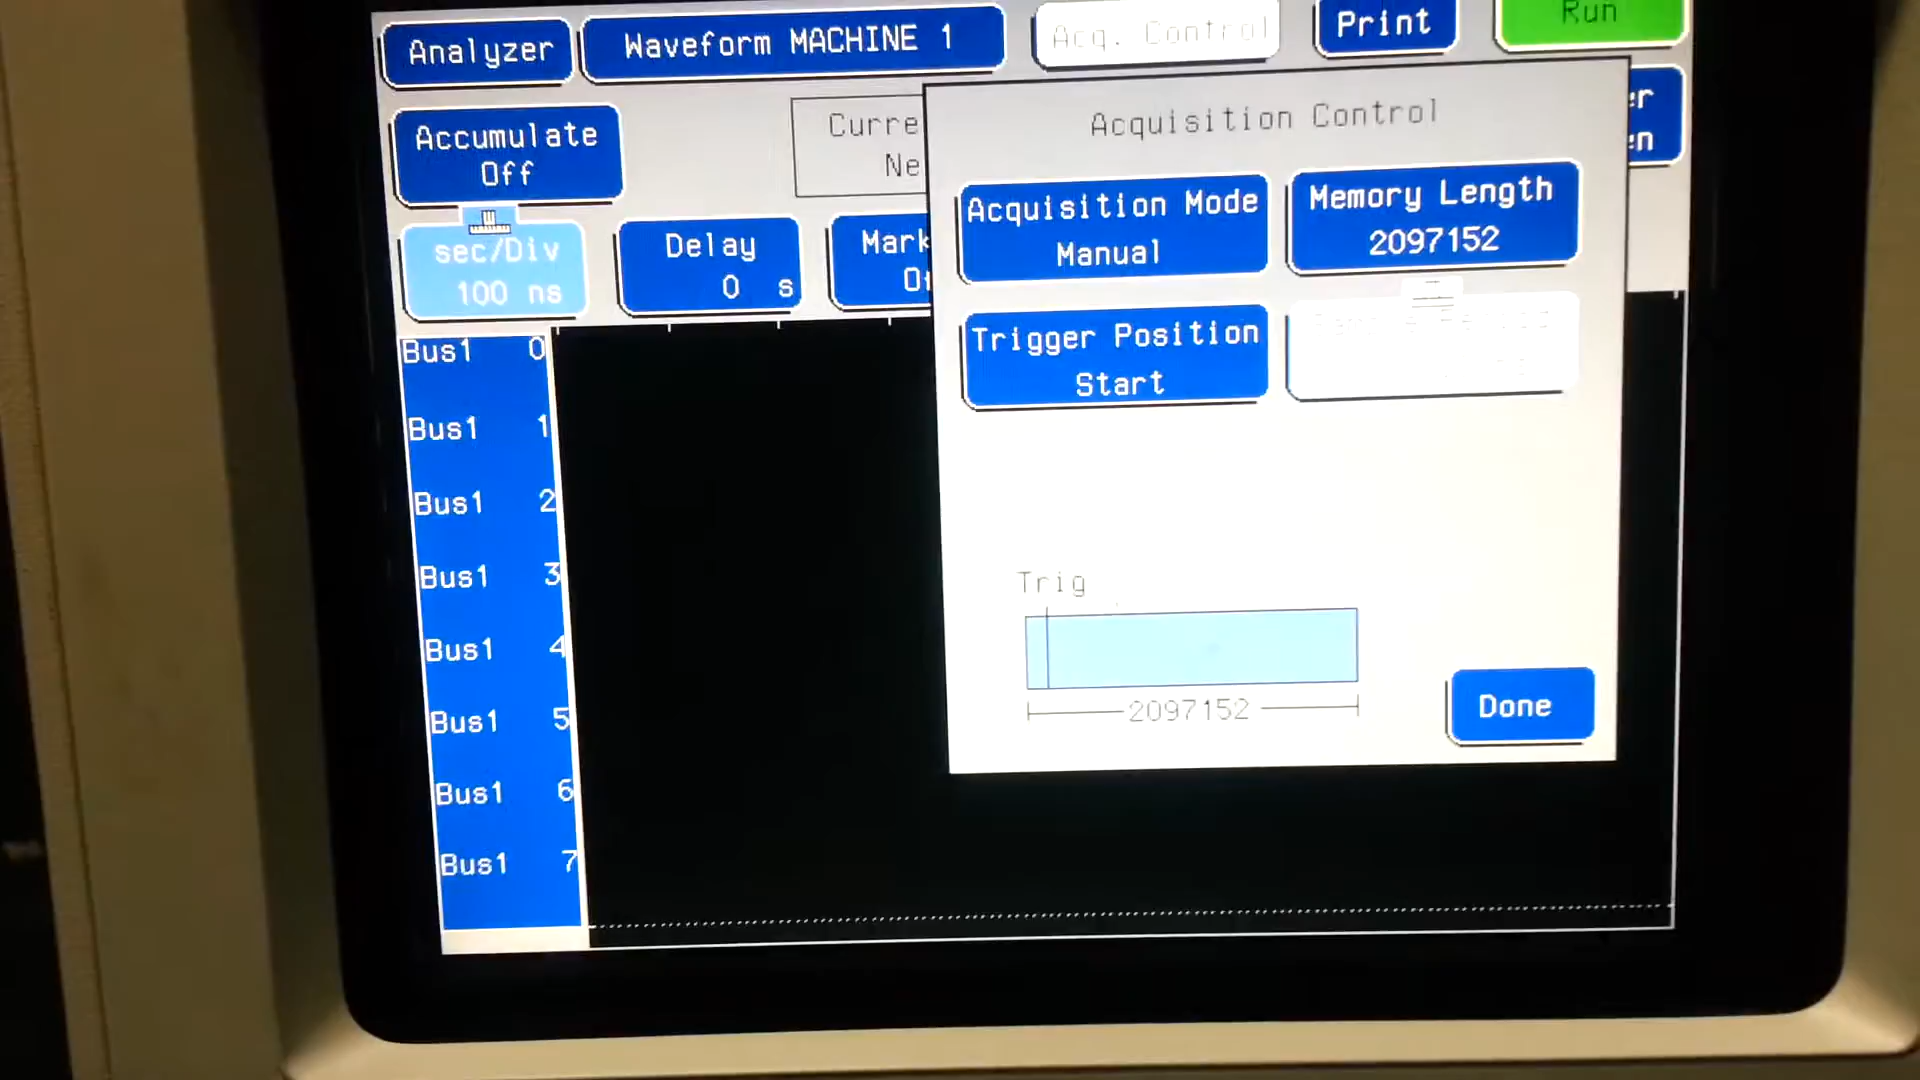 Analyzer
Waveform MACHINE 1
Acq. Control
Print
Run
Accumulate
Off
Curre
Ne
Acquisition Control
er
en
Acquisition Mode
Manual
Memory Length
2097152
sec/Div
100 ns
Delay
0 s
Mark
Trigger Position
Start
Bus1 0
Bus1 1
Bus1 2
Bus1 3
Bus1 4
Bus1 5
Bus1 6
Bus1 7
Trig
2097152
Done